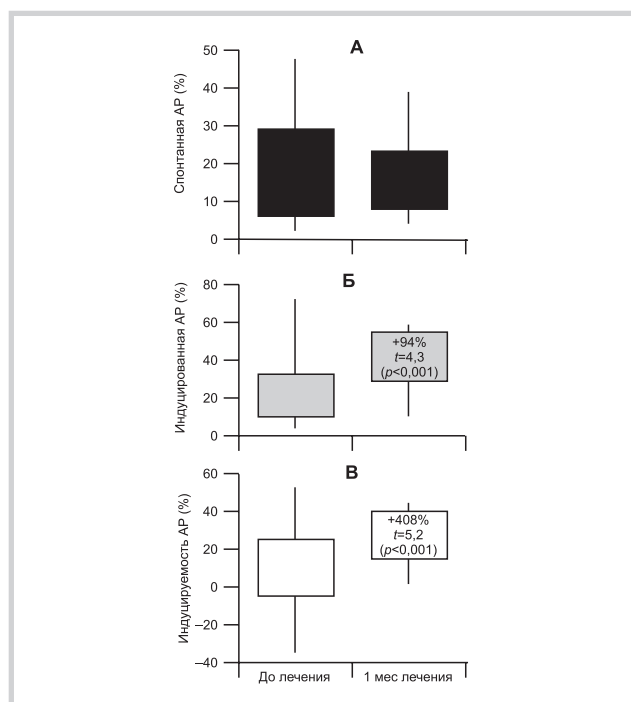 А
50
40
30
20
10
0
Спонтанная АР (%)
Б
80
60
40
20
0
Индуцированная АР (%)
+94%
t=4,3
(p<0,001)
В
60
40
20
0
–20
–40
Индуцируемость АР (%)
+408%
t=5,2
(p<0,001)
До лечения
1 мес лечения